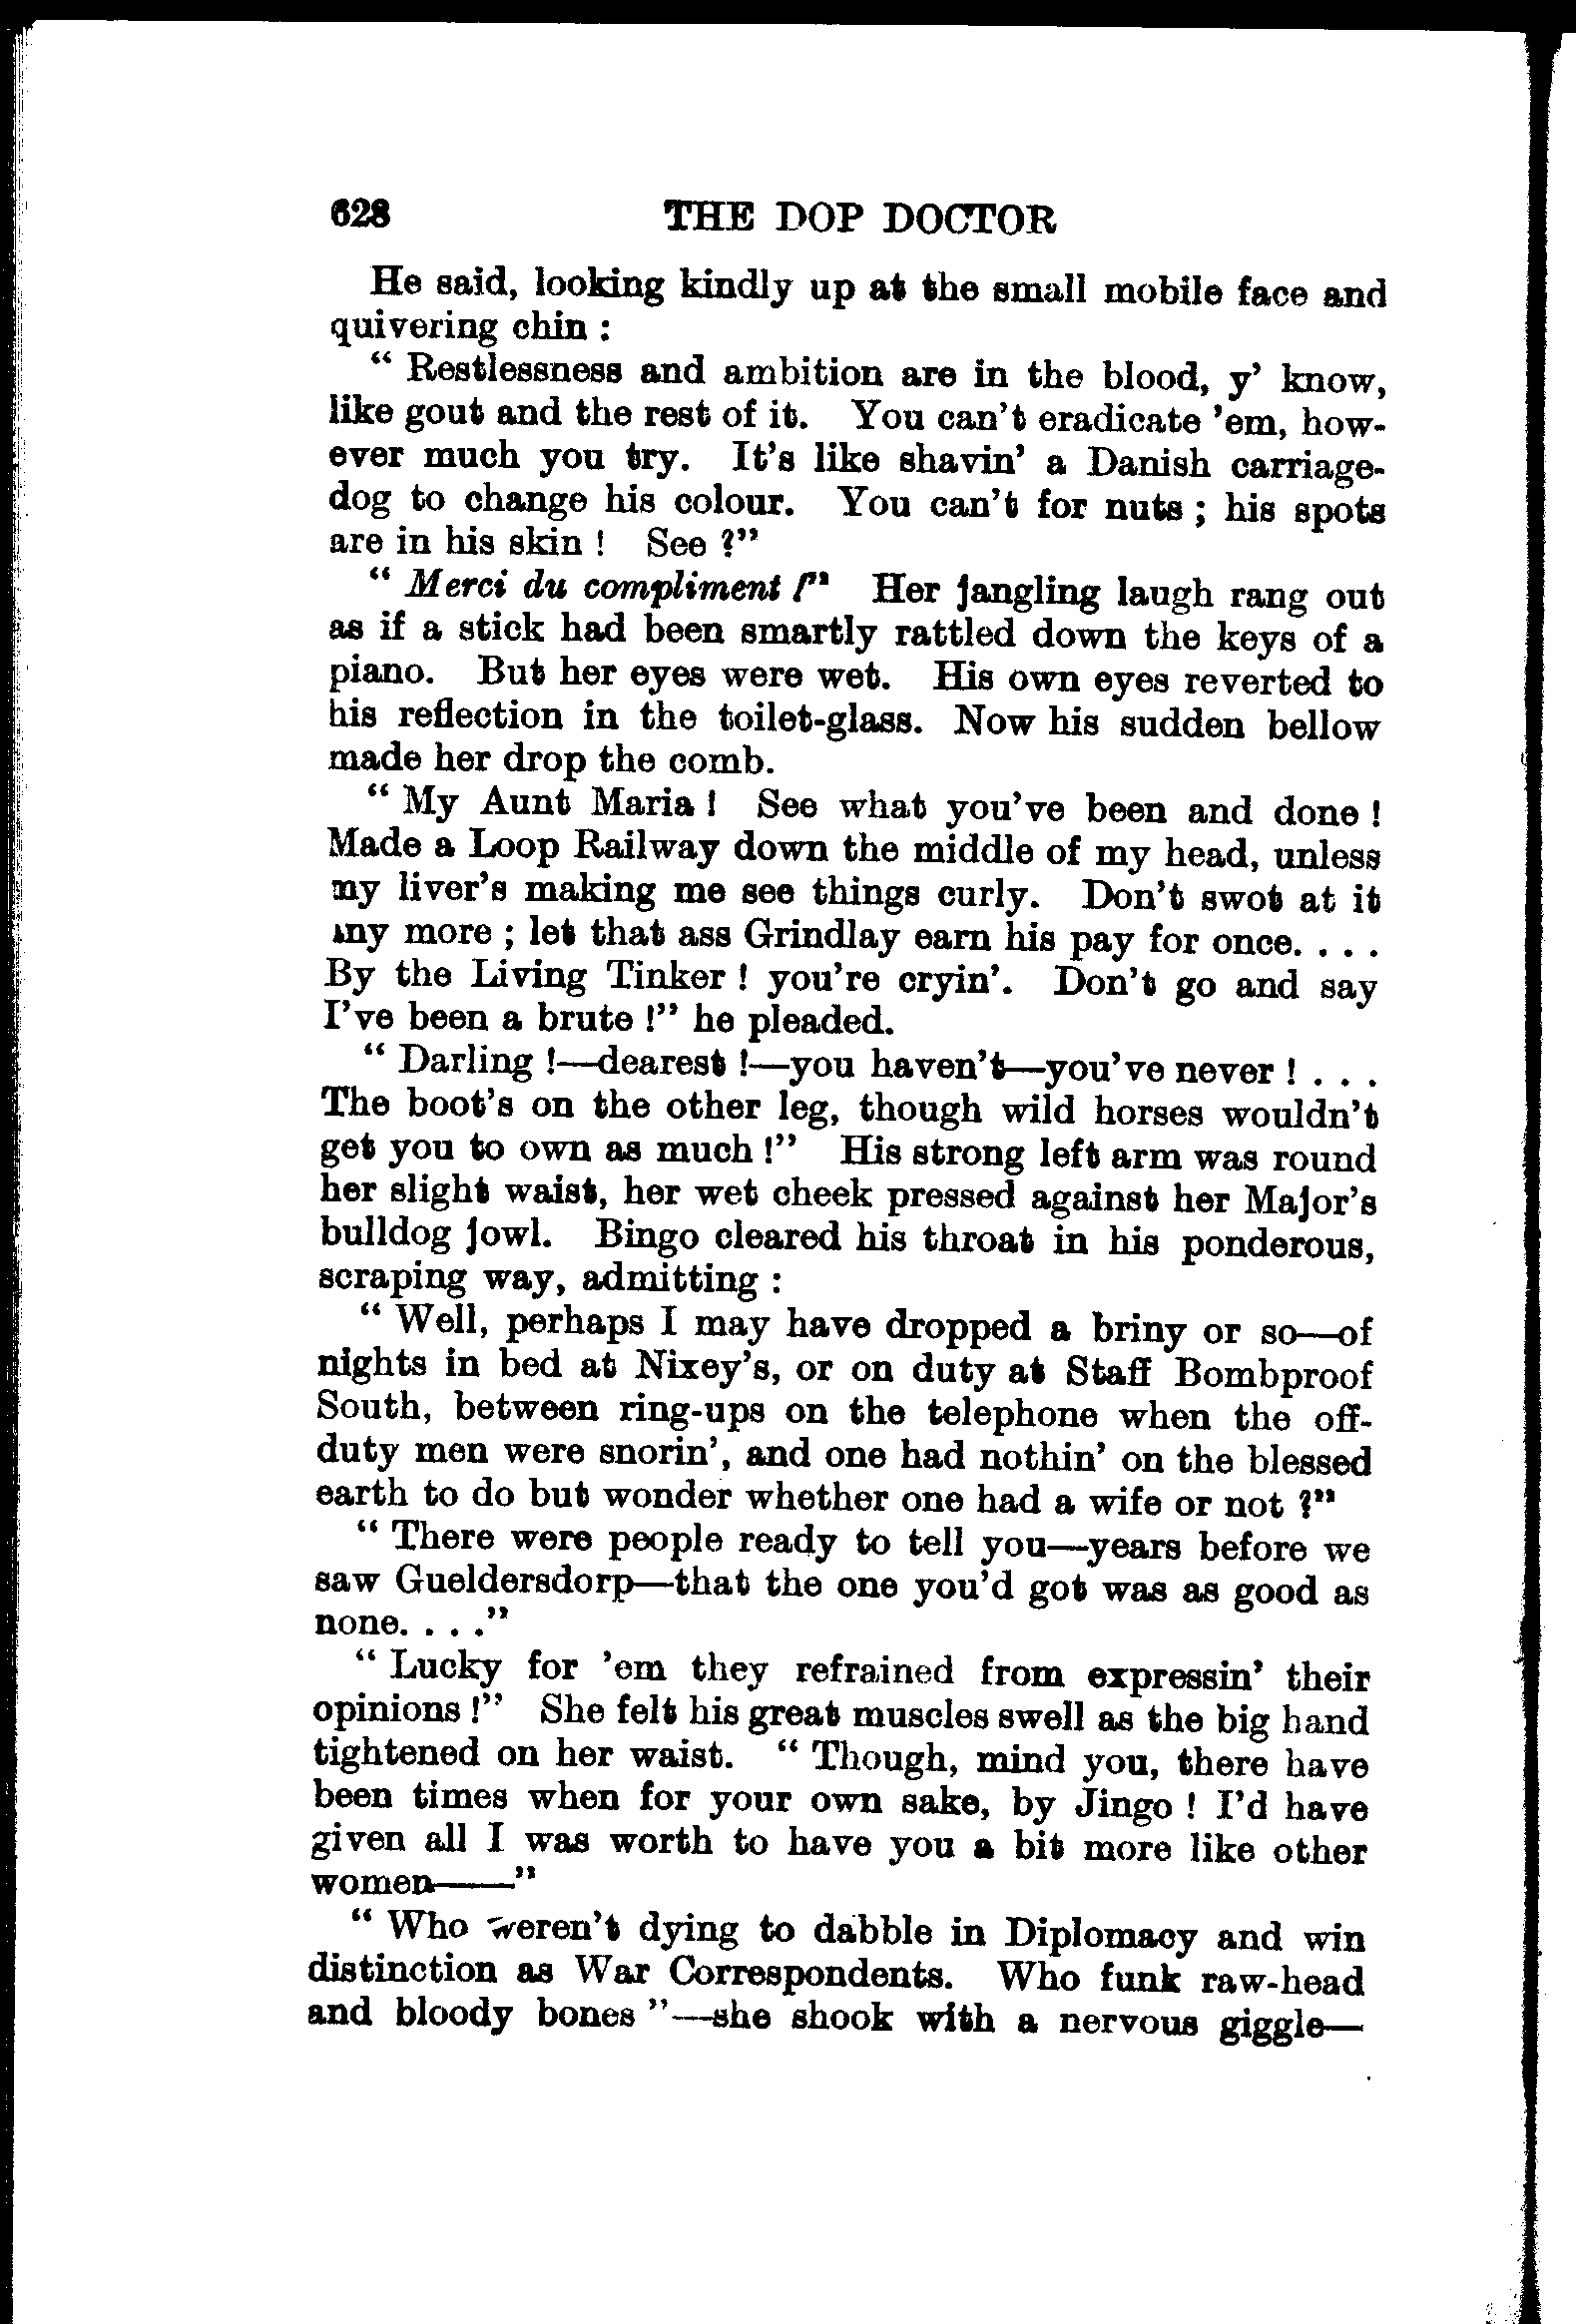 628 THE DOP DOCTOR
He said, looking kindly up at the small mobile face and
quivering chin :
“ Restlessness and ambition are in the blood, y’ know,
like gout and the rest of it. You can’t eradicate ’em, how-
ever much you try. It’s like shavin’ a Danish carriage-
dog to change his colour. You can’t for nuts ; his spots
are in his skin ! See ?”
“ Merci du compliment !” Her jangling laugh rang out
as if a stick had been smartly rattled down the keys of a
piano. But her eyes were wet. His own eyes reverted to
his reflection in the toilet-glass. Now his sudden bellow
made her drop the comb.
“ My Aunt Maria ! See what you’ve been and done !
Made a Loop Railway down the middle of my head, unless
my liver’s making me see things curly. Don’t swot at it
any more ; let that ass Grindlay earn his pay for once. . . .
By the Living Tinker ! you’re cryin’. Don’t go and say
I’ve been a brute !” he pleaded.
“ Darling !—dearest !—you haven’t—you’ve never ! . . .
The boot’s on the other leg, though wild horses wouldn’t
get you to own as much !” His strong left arm was round
her slight waist, her wet cheek pressed against her Major’s
bulldog jowl. Bingo cleared his throat in his ponderous,
scraping way, admitting :
“ Well, perhaps I may have dropped a briny or so—of
nights in bed at Nixey’s, or on duty at Staff Bombproof
South, between ring-ups on the telephone when the off-
duty men were snorin’, and one had nothin’ on the blessed
earth to do but wonder whether one had a wife or not ?”
“ There were people ready to tell you—years before we
saw Gueldersdorp—that the one you’d got was as good as
none. . . .”
“ Lucky for ’em they refrained from expressin’ their
opinions !” She felt his great muscles swell as the big hand
tightened on her waist. “ Though, mind you, there have
been times when for your own sake, by Jingo ! I’d have
given all I was worth to have you a bit more like other
women——”
“ Who weren’t dying to dabble in Diplomacy and win
distinction as War Correspondents. Who funk raw-head
and bloody bones ”—she shook with a nervous giggle—